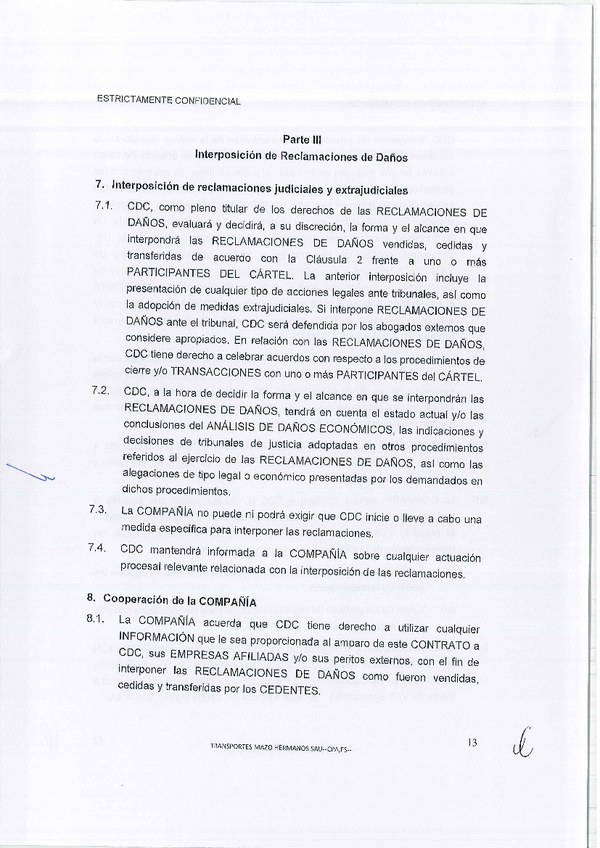 ESTRICTAMENTE CONFIDENCIAL
Parte III
Interposición de Reclamaciones de Daños
7. Interposición de reclamaciones judiciales y extrajudiciales
7.1. CDC, como pleno titular de los derechos de las RECLAMACIONES DE
DAÑOS, evaluará y decidirá, a su discreción, la forma y el alcance en que
interpondrá las RECLAMACIONES DE DAÑOS vendidas, cedidas y
transferidas de acuerdo con la Cláusula 2 frente a uno o más
PARTICIPANTES DEL CÁRTEL. La anterior interposición incluye la
presentación de cualquier tipo de acciones legales ante tribunales, así como
la adopción de medidas extrajudiciales. Si interpone RECLAMACIONES DE
DAÑOS ante el tribunal, CDC será defendida por los abogados externos que
considere apropiados. En relación con las RECLAMACIONES DE DAÑOS,
CDC tiene derecho a celebrar acuerdos con respecto a los procedimientos de
cierre y/o TRANSACCIONES con uno o más PARTICIPANTES del CÁRTEL.
7.2. CDC, a la hora de decidir la forma y el alcance en que se interpondrán las
RECLAMACIONES DE DAÑOS, tendrá en cuenta el estado actual y/o las
conclusiones del ANÁLISIS DE DAÑOS ECONÓMICOS, las indicaciones y
decisiones de tribunales de justicia adoptadas en otros procedimientos
referidos al ejercicio de las RECLAMACIONES DE DAÑOS, así como las
alegaciones de tipo legal o económico presentadas por los demandados en
dichos procedimientos.
7.3. La COMPAÑÍA no puede ni podrá exigir que CDC inicie o lleve a cabo una
medida específica para interponer las reclamaciones.
7.4. CDC mantendrá informada a la COMPAÑÍA sobre cualquier actuación
procesal relevante relacionada con la interposición de las reclamaciones.
8. Cooperación de la COMPAÑÍA
8.1. La COMPAÑÍA acuerda que CDC tiene derecho a utilizar cualquier
INFORMACIÓN que le sea proporcionada al amparo de este CONTRATO a
CDC, sus EMPRESAS AFILIADAS y/o sus peritos externos, con el fin de
interponer las RECLAMACIONES DE DAÑOS como fueron vendidas,
cedidas y transferidas por los CEDENTES.
13
TRANSPORTES MAZO HERMANOS SAU